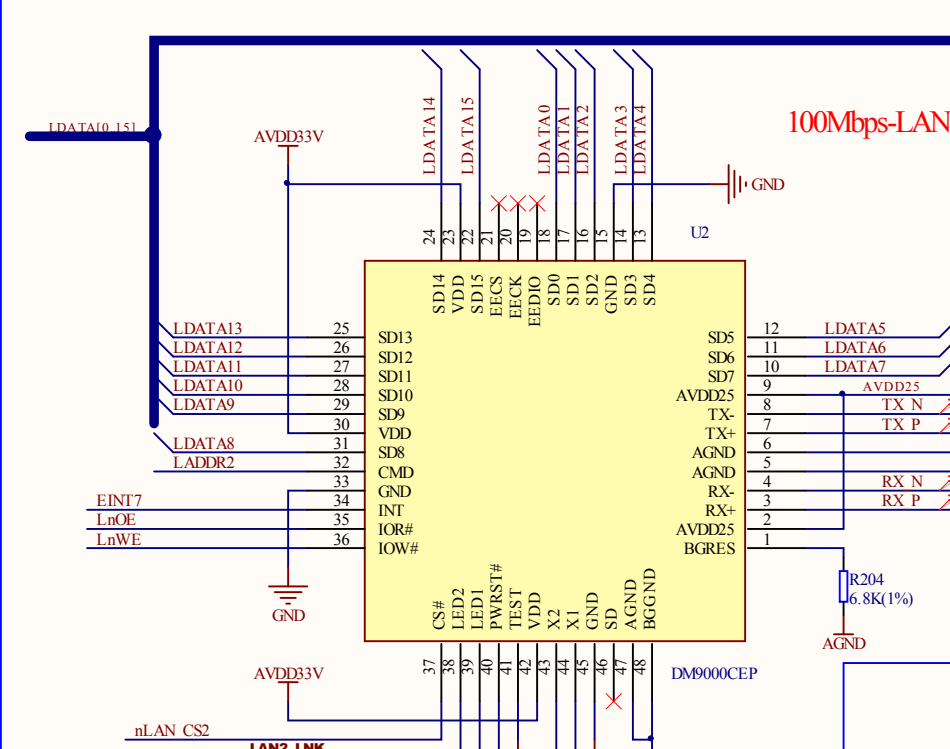 LDATA[0..15]
AVDD33V
LDATA14
LDATA15
LDATA0
LDATA1
LDATA2
LDATA3
LDATA4
100Mbps-LAN
GND
U2
24
23
22
21
20
19
18
17
16
15
14
13
SD14
VDD
SD15
EECS
EECK
EEDIO
SD0
SD1
SD2
GND
SD3
SD4
LDATA13 25 SD13
LDATA12 26 SD12
LDATA11 27 SD11
LDATA10 28 SD10
LDATA9 29 SD9
30 VDD
LDATA8 31 SD8
LADDR2 32 CMD
33 GND
EINT7 34 INT
LnOE 35 IOR#
LnWE 36 IOW#
GND
SD5 12 LDATA5
SD6 11 LDATA6
SD7 10 LDATA7
AVDD25 9 AVDD25
TX- 8 TX_N
TX+ 7 TX_P
AGND 6
AGND 5
RX- 4 RX_N
RX+ 3 RX_P
AVDD25 2
BGRES 1
R204
6.8K(1%)
AGND
CS#
LED2
LED1
PWRST#
TEST
VDD
X2
X1
GND
SD
AGND
BGGND
37
38
39
40
41
42
43
44
45
46
47
48
DM9000CEP
AVDD33V
nLAN_CS2
LAN2_LNK